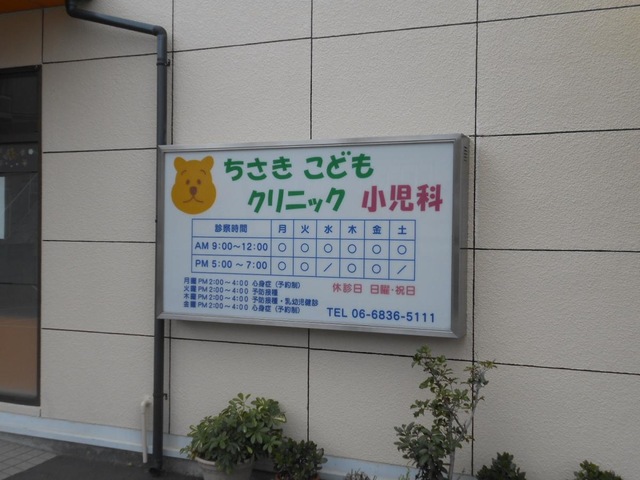 ちさき こども
クリニック 小児科
診察時間 月 火 水 木 金 土
AM 9:00～12:00 ○ ○ ○ ○ ○ ○
PM 5:00～7:00 ○ ○ ／ ○ ○ ／
月曜 PM 2:00～4:00 心身症（予約制）
火曜 PM 2:00～4:00 予防接種
木曜 PM 2:00～4:00 予防接種・乳幼児健診
金曜 PM 2:00～4:00 心身症（予約制）
休診日 日曜・祝日
TEL 06-6836-5111